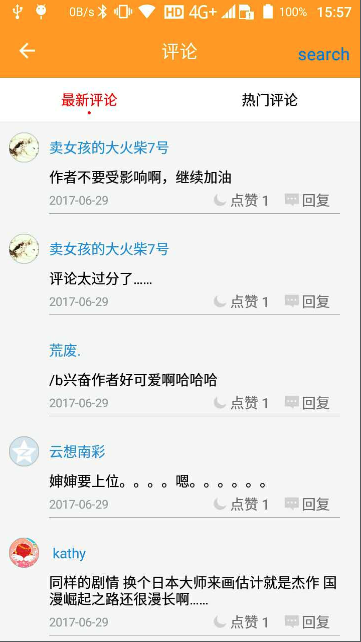 0B/s HD 4G+ 100% 15:57
评论 search
最新评论 热门评论
卖女孩的大火柴7号
作者不要受影响啊，继续加油
2017-06-29 点赞 1 回复
卖女孩的大火柴7号
评论太过分了……
2017-06-29 点赞 1 回复
荒废.
/b兴奋作者好可爱啊哈哈哈
2017-06-29 点赞 1 回复
云想南彩
婶婶要上位。。。。嗯。。。。。。
2017-06-29 点赞 1 回复
kathy
同样的剧情 换个日本大师来画估计就是杰作 国
漫崛起之路还很漫长啊……
2017-06-29 点赞 1 回复